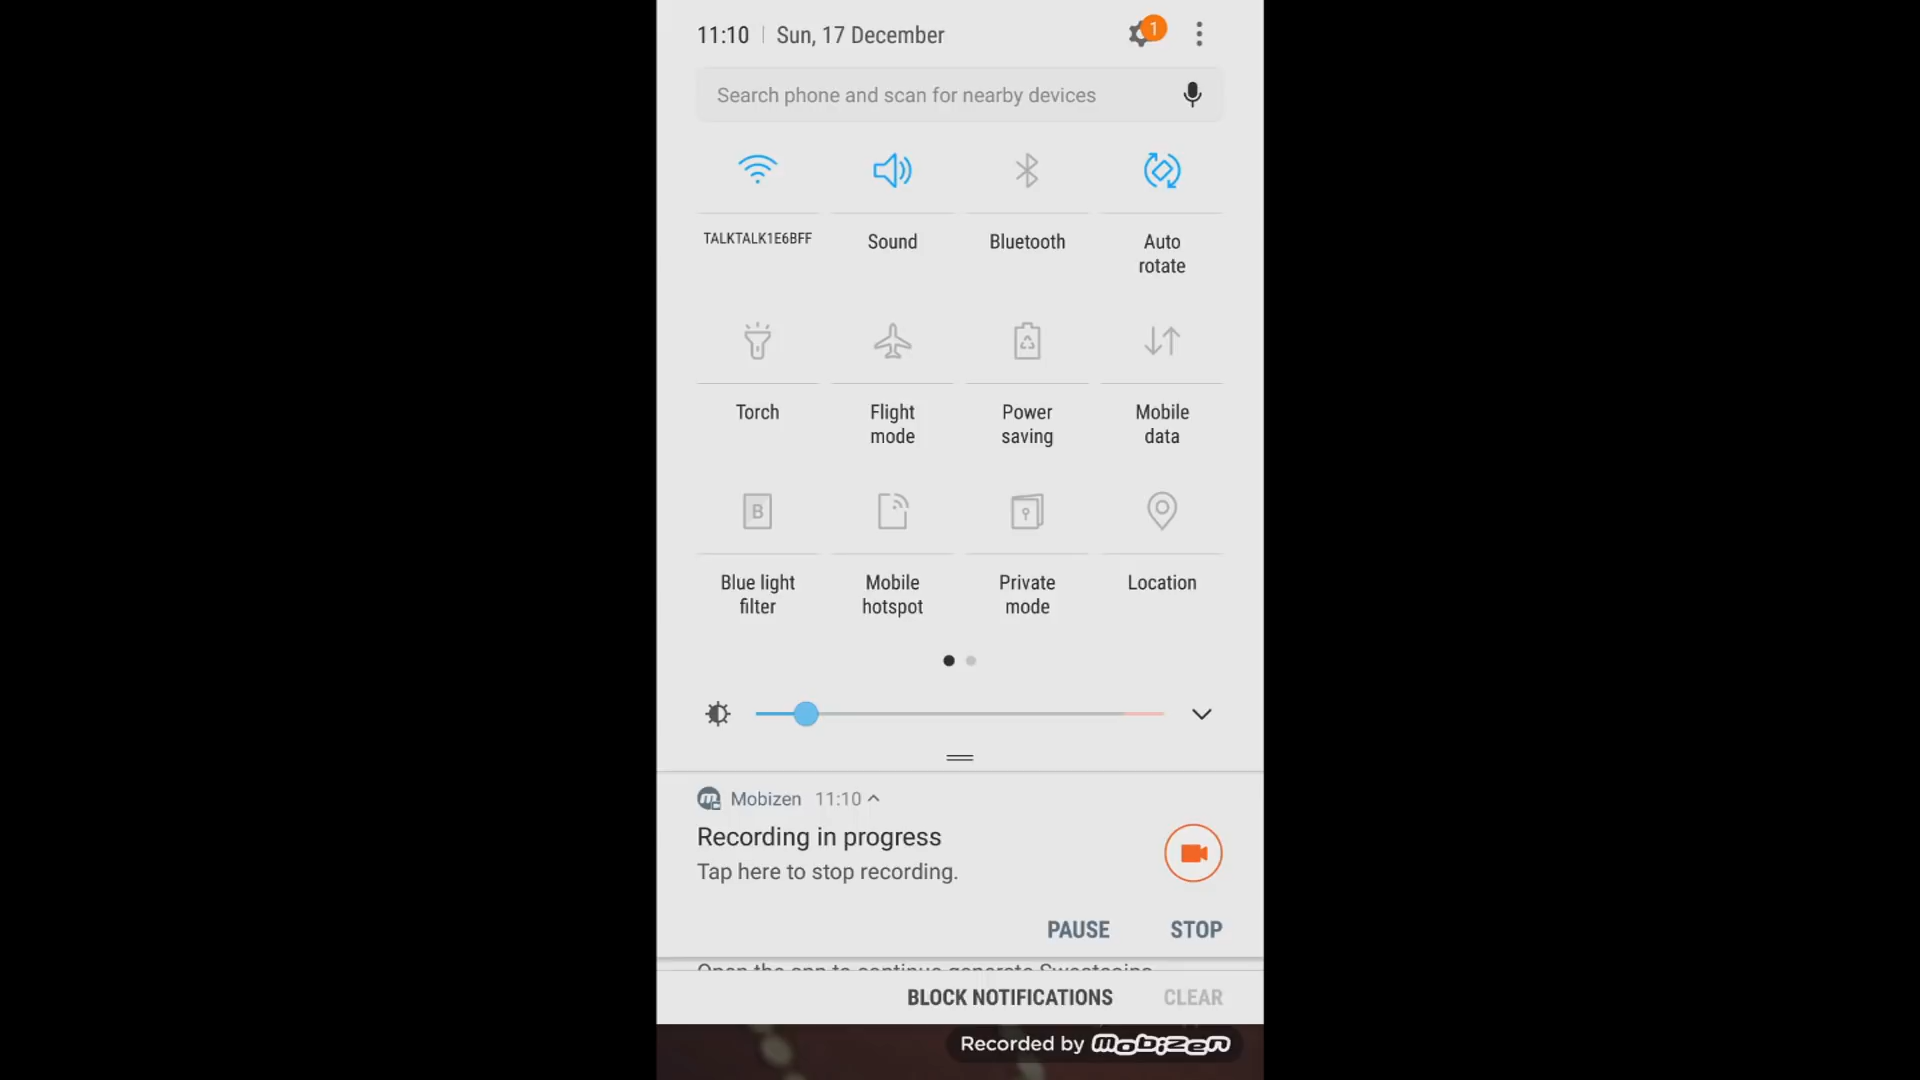 11:10 Sun, 17 December 1
Search phone and scan for nearby devices
TALKTALK1E6BFF Sound Bluetooth Auto
rotate
Torch Flight Power Mobile
mode saving data
B
Blue light Mobile Private Location
filter hotspot mode
Mobizen 11:10
Recording in progress
Tap here to stop recording.
PAUSE STOP
Open the app to continue generate Sweatcoins
BLOCK NOTIFICATIONS CLEAR
Recorded by mobizen